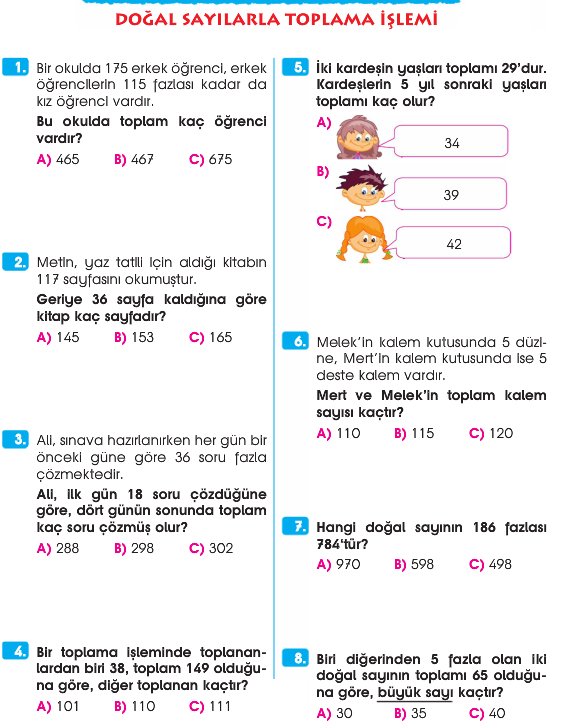 DOĞAL SAYILARLA TOPLAMA İŞLEMİ
1. Bir okulda 175 erkek öğrenci, erkek
öğrencilerin 115 fazlası kadar da
kız öğrenci vardır.
Bu okulda toplam kaç öğrenci
vardır?
A) 465 B) 467 C) 675
2. Metin, yaz tatili için aldığı kitabın
117 sayfasını okumuştur.
Geriye 36 sayfa kaldığına göre
kitap kaç sayfadır?
A) 145 B) 153 C) 165
3. Ali, sınava hazırlanırken her gün bir
önceki güne göre 36 soru fazla
çözmektedir.
Ali, ilk gün 18 soru çözdüğüne
göre, dört günün sonunda toplam
kaç soru çözmüş olur?
A) 288 B) 298 C) 302
4. Bir toplama işleminde toplanan-
lardan biri 38, toplam 149 olduğu-
na göre, diğer toplanan kaçtır?
A) 101 B) 110 C) 111
5. İki kardeşin yaşları toplamı 29'dur.
Kardeşlerin 5 yıl sonraki yaşları
toplamı kaç olur?
A) 34
B) 39
C) 42
6. Melek'in kalem kutusunda 5 düzi-
ne, Mert'in kalem kutusunda ise 5
deste kalem vardır.
Mert ve Melek'in toplam kalem
sayısı kaçtır?
A) 110 B) 115 C) 120
7. Hangi doğal sayının 186 fazlası
784'tür?
A) 970 B) 598 C) 498
8. Biri diğerinden 5 fazla olan iki
doğal sayının toplamı 65 olduğu-
na göre, büyük sayı kaçtır?
A) 30 B) 35 C) 40